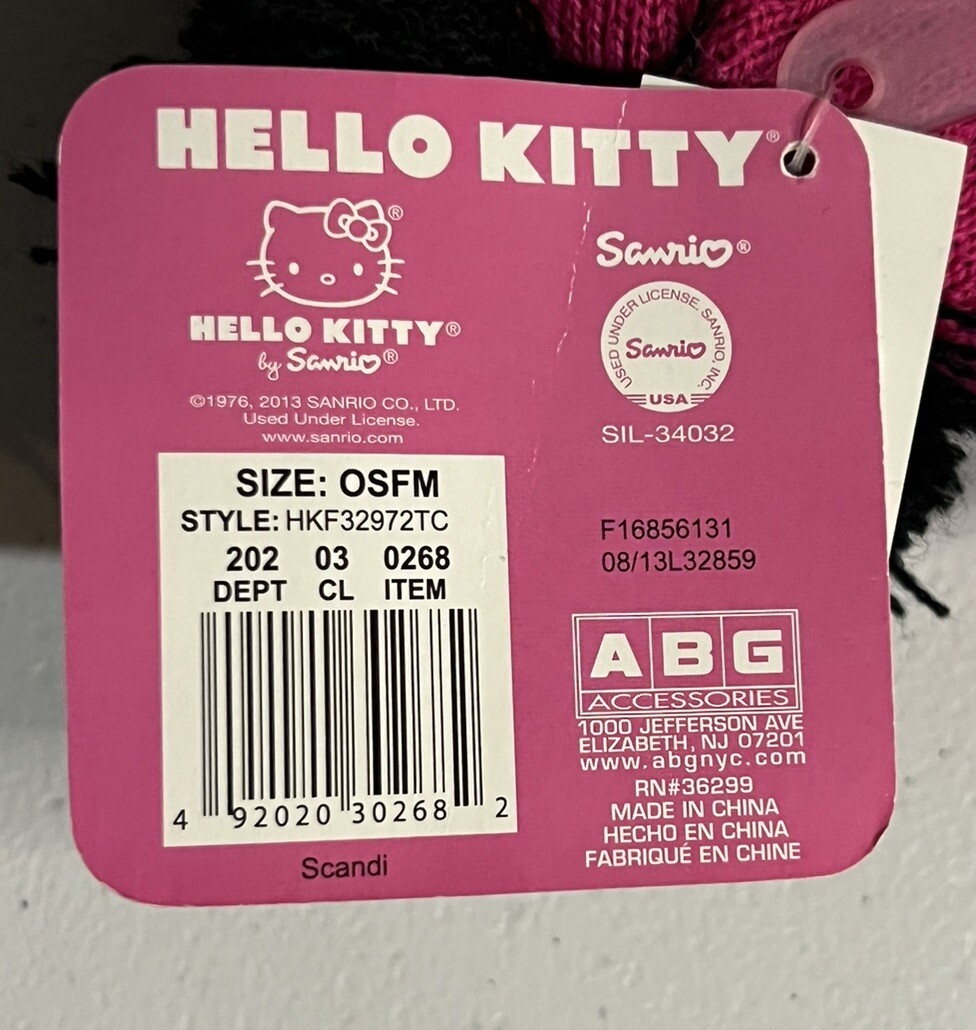 HELLO KITTY®
®
HELLO KITTY®
by Sanrio®
©1976, 2013 SANRIO CO., LTD.
Used Under License.
www.sanrio.com
Sanrio®
USED UNDER LICENSE. SANRIO, INC.
Sanrio
USA
SIL-34032
SIZE: OSFM
STYLE: HKF32972TC
202 03 0268
DEPT CL ITEM
4 92020 30268 2
Scandi
F16856131
08/13L32859
ABG
ACCESSORIES
1000 JEFFERSON AVE
ELIZABETH, NJ 07201
www.abgnyc.com
RN#36299
MADE IN CHINA
HECHO EN CHINA
FABRIQUÉ EN CHINE